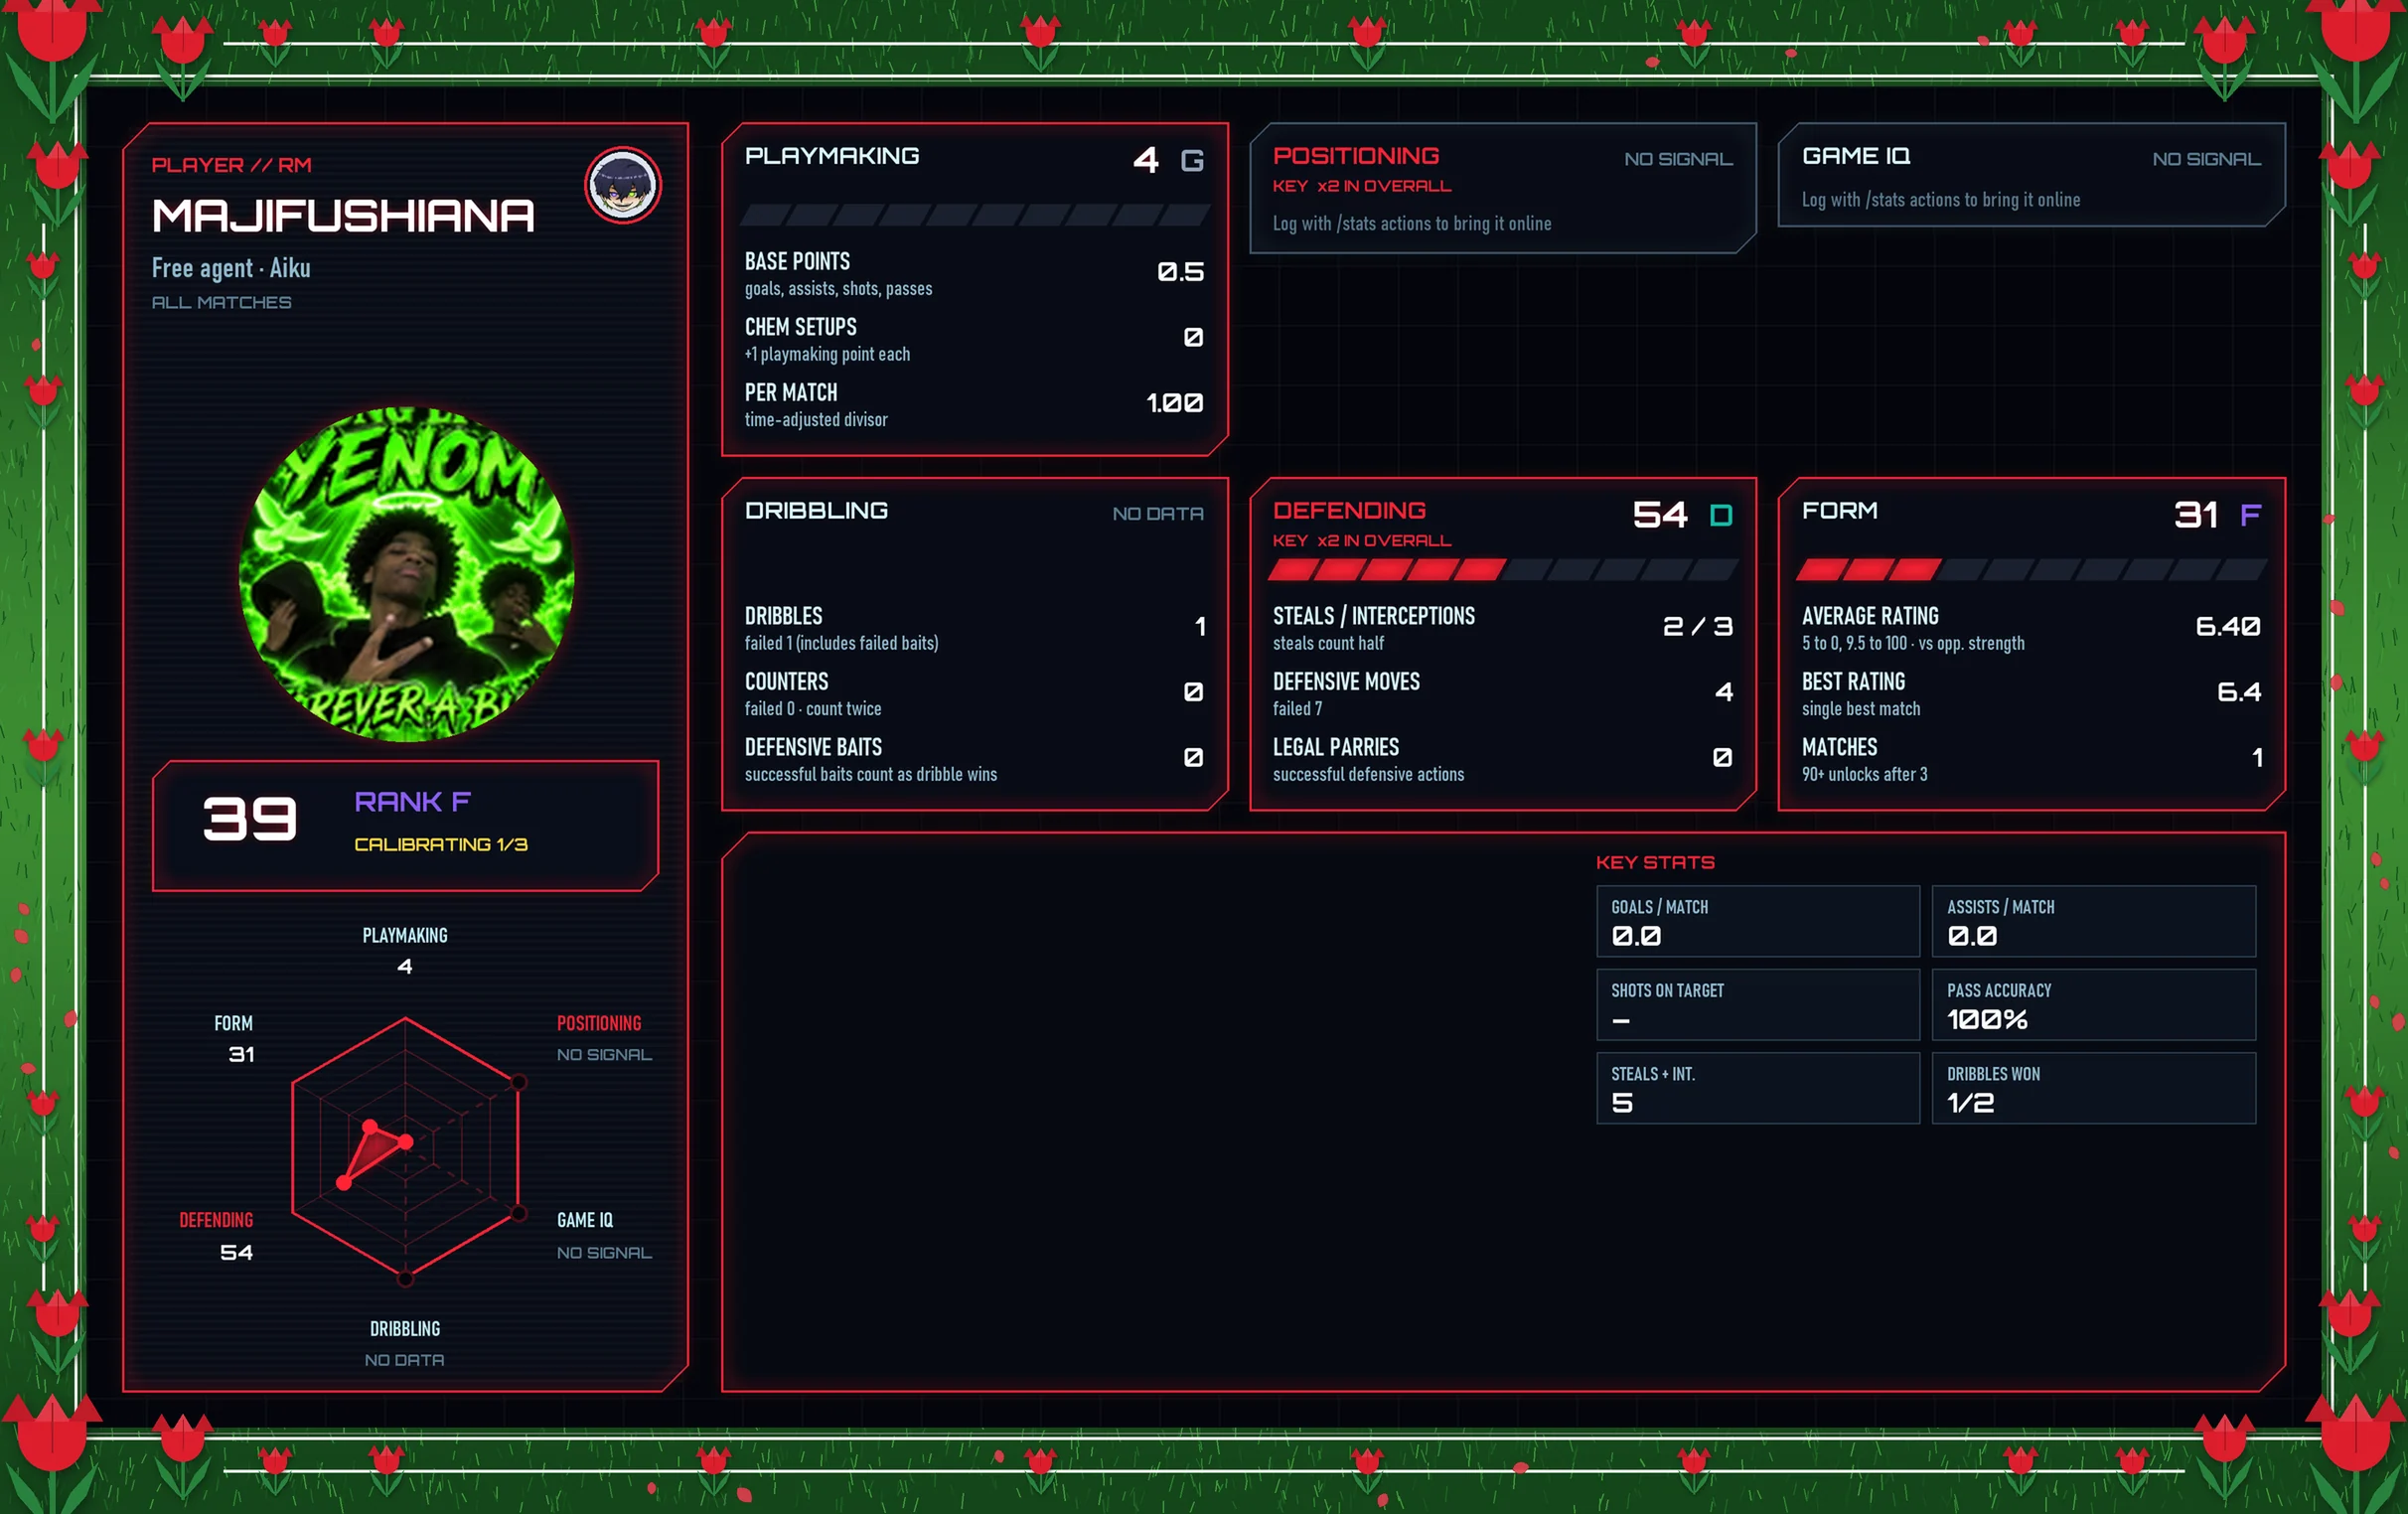 PLAYER // RM
MAJIFUSHIANA
Free agent · Aiku
ALL MATCHES
YENOM
REVER A
39
RANK F
CALIBRATING 1/3
PLAYMAKING
4
FORM
31
POSITIONING
NO SIGNAL
DEFENDING
54
GAME IQ
NO SIGNAL
DRIBBLING
NO DATA
PLAYMAKING 4 G
BASE POINTS 0.5
goals, assists, shots, passes
CHEM SETUPS 0
+1 playmaking point each
PER MATCH 1.00
time-adjusted divisor
POSITIONING NO SIGNAL
KEY x2 IN OVERALL
Log with /stats actions to bring it online
GAME IQ NO SIGNAL
Log with /stats actions to bring it online
DRIBBLING NO DATA
DRIBBLES 1
failed 1 (includes failed baits)
COUNTERS 0
failed 0 · count twice
DEFENSIVE BAITS 0
successful baits count as dribble wins
DEFENDING 54 D
KEY x2 IN OVERALL
STEALS / INTERCEPTIONS 2 / 3
steals count half
DEFENSIVE MOVES 4
failed 7
LEGAL PARRIES 0
successful defensive actions
FORM 31 F
AVERAGE RATING 6.40
5 to 0, 9.5 to 100 · vs opp. strength
BEST RATING 6.4
single best match
MATCHES 1
90+ unlocks after 3
KEY STATS
GOALS / MATCH
0.0
ASSISTS / MATCH
0.0
SHOTS ON TARGET
–
PASS ACCURACY
100%
STEALS + INT.
5
DRIBBLES WON
1/2